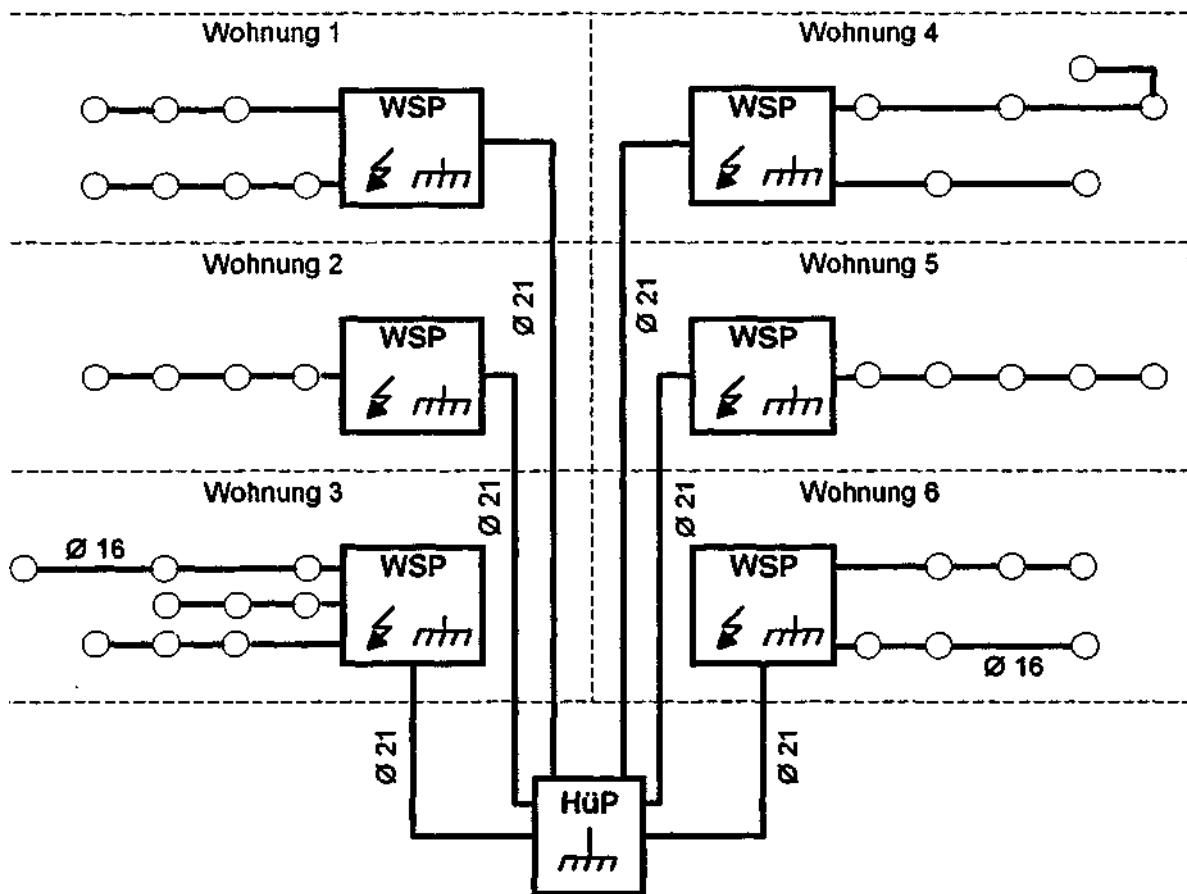 Wohnung 1
Wohnung 4
WSP
WSP
Wohnung 2
Wohnung 5
Ø 21
Ø 21
WSP
WSP
Wohnung 3
Wohnung 6
Ø 21
Ø 21
Ø 16
WSP
WSP
Ø 16
Ø 21
Ø 21
HüP